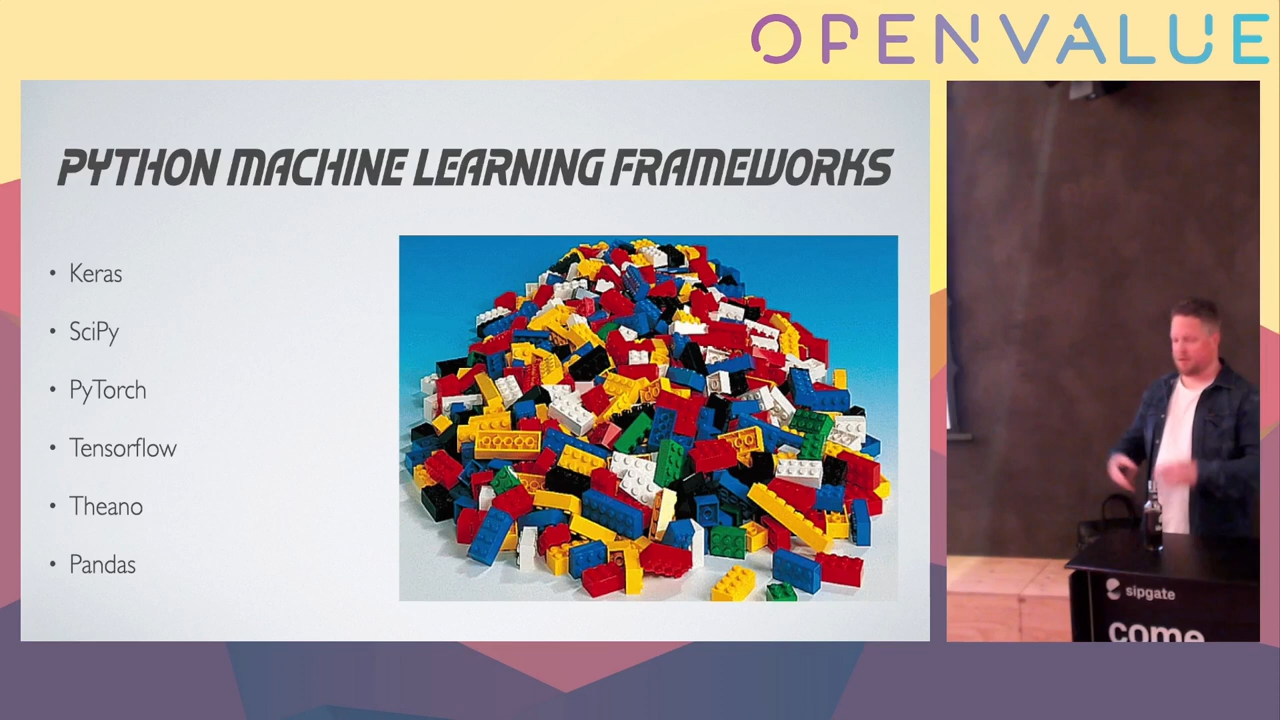 OPENVALUE
PYTHON MACHINE LEARNING FRAMEWORKS
• Keras
• SciPy
• PyTorch
• Tensorflow
• Theano
• Pandas
sipgate
come